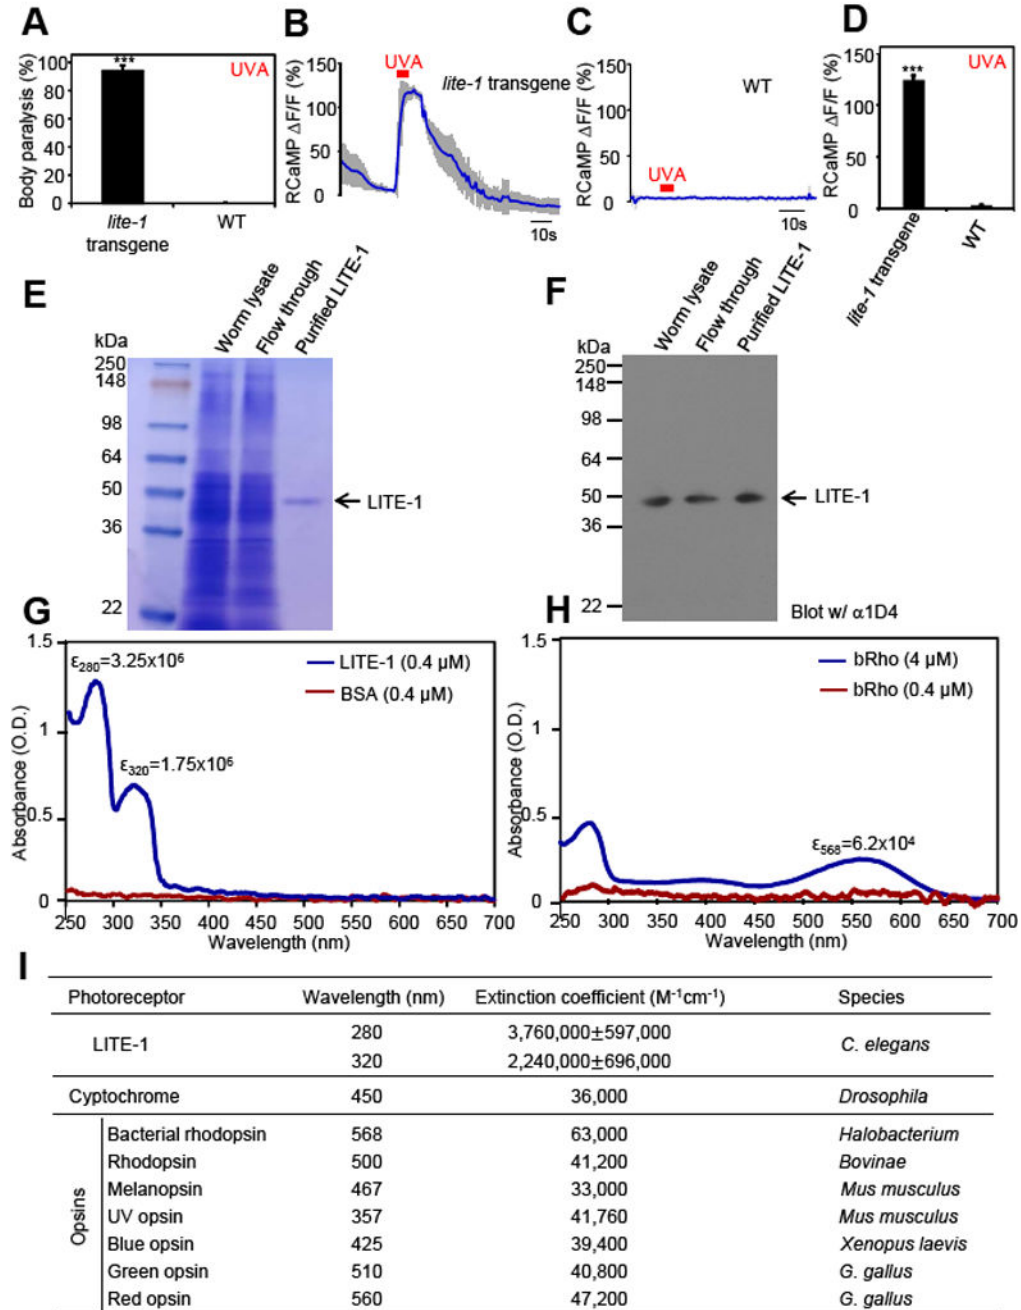 A
Body paralysis (%)
100
80
60
40
20
0
***
UVA
lite-1
transgene
WT
B
RCaMP ΔF/F (%)
150
100
50
0
UVA
lite-1 transgene
10s
C
RCaMP ΔF/F (%)
150
100
50
0
WT
UVA
10s
D
RCaMP ΔF/F (%)
150
100
50
0
***
UVA
lite-1 transgene
WT
E
kDa
250
148
98
64
50
36
22
Worm lysate
Flow through
Purified LITE-1
LITE-1
F
kDa
250
148
98
64
50
36
22
Worm lysate
Flow through
Purified LITE-1
LITE-1
Blot w/ α1D4
G
Absorbance (O.D.)
1.5
1
0.5
0
ε280=3.25x10⁶
ε320=1.75x10⁶
LITE-1 (0.4 µM)
BSA (0.4 µM)
250 300 350 400 450 500 550 600 650 700
Wavelength (nm)
H
Absorbance (O.D.)
1.5
1
0.5
0
bRho (4 µM)
bRho (0.4 µM)
ε568=6.2x10⁴
250 300 350 400 450 500 550 600 650 700
Wavelength (nm)
I
Photoreceptor Wavelength (nm) Extinction coefficient (M⁻¹cm⁻¹) Species
LITE-1 280 3,760,000±597,000 C. elegans
320 2,240,000±696,000
Cyptochrome 450 36,000 Drosophila
Opsins
Bacterial rhodopsin 568 63,000 Halobacterium
Rhodopsin 500 41,200 Bovinae
Melanopsin 467 33,000 Mus musculus
UV opsin 357 41,760 Mus musculus
Blue opsin 425 39,400 Xenopus laevis
Green opsin 510 40,800 G. gallus
Red opsin 560 47,200 G. gallus